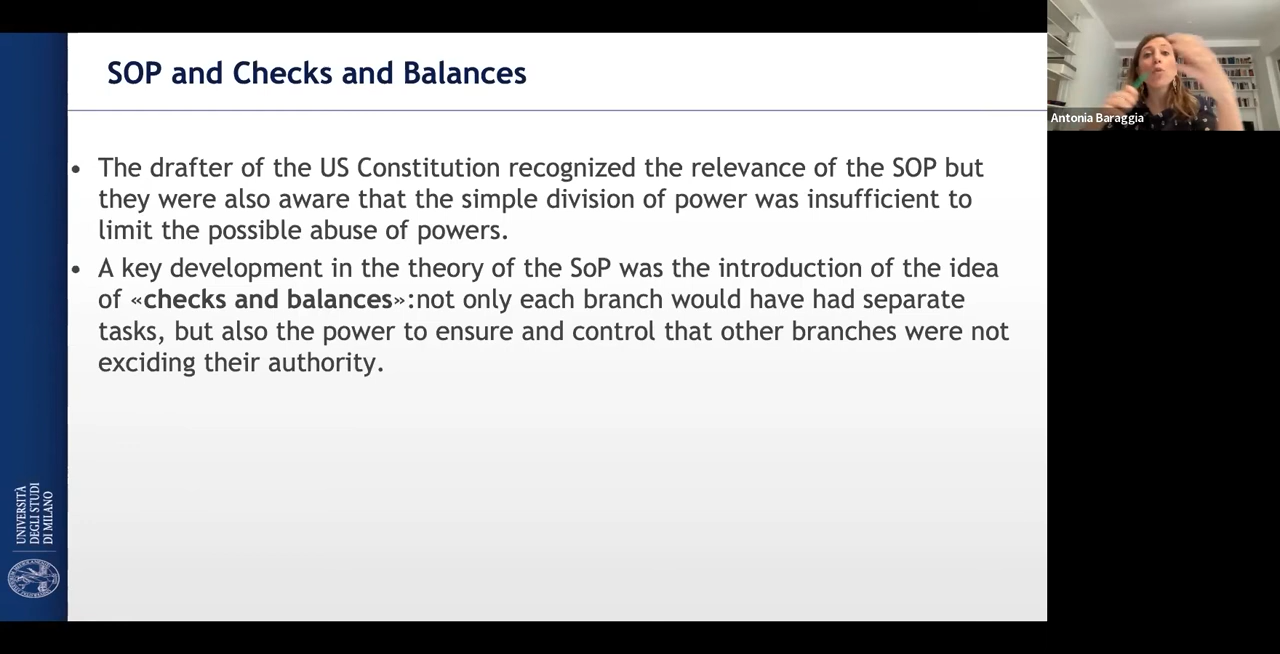 SOP and Checks and Balances
Antonia Baraggia
• The drafter of the US Constitution recognized the relevance of the SOP but
they were also aware that the simple division of power was insufficient to
limit the possible abuse of powers.
• A key development in the theory of the SoP was the introduction of the idea
of «checks and balances»:not only each branch would have had separate
tasks, but also the power to ensure and control that other branches were not
exciding their authority.
UNIVERSITÀ
DEGLI STUDI
DI MILANO